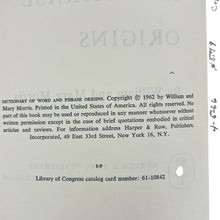 DICTIONARY OF WORD AND PHRASE ORIGINS. Copyright © 1962 by William and
Mary Morris. Printed in the United States of America. All rights reserved. No
part of this book may be used or reproduced in any manner whatsoever without
written permission except in the case of brief quotations embodied in critical
articles and reviews. For information address Harper & Row, Publishers,
Incorporated, 49 East 33rd Street, New York 16, N.Y.
Library of Congress catalog card number: 61-10842
ORIGINS
William and Mary Morris